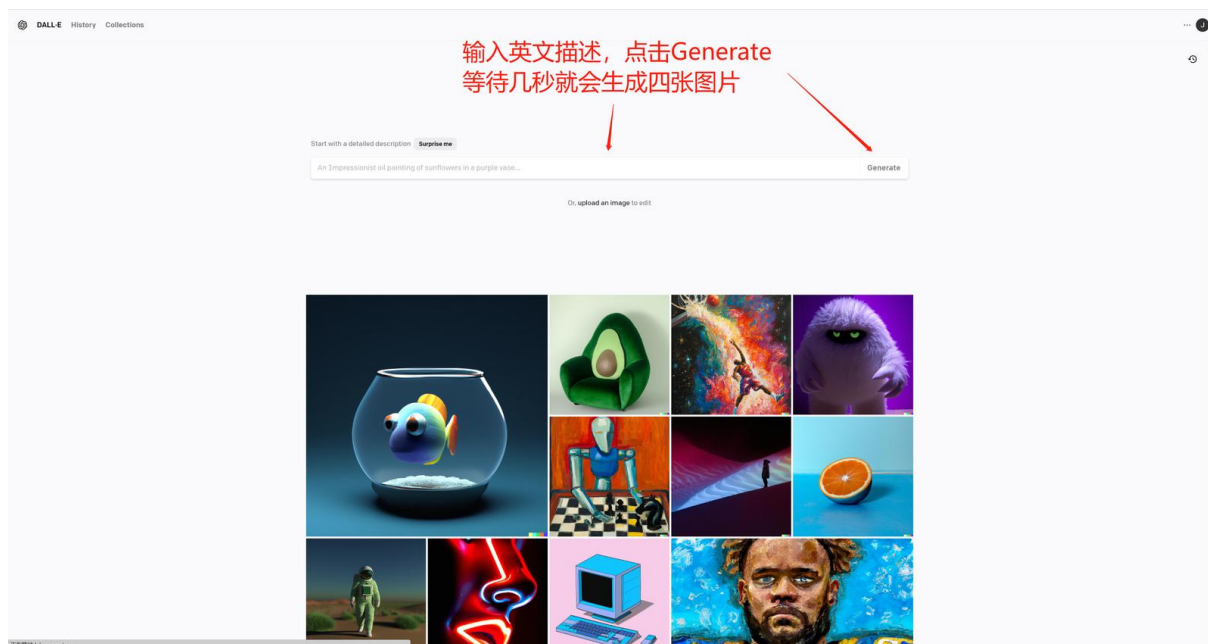 DALL·E History Collections
J
输入英文描述，点击Generate
等待几秒就会生成四张图片
Start with a detailed description Surprise me
An Impressionist oil painting of sunflowers in a purple vase...
Generate
Or, upload an image to edit